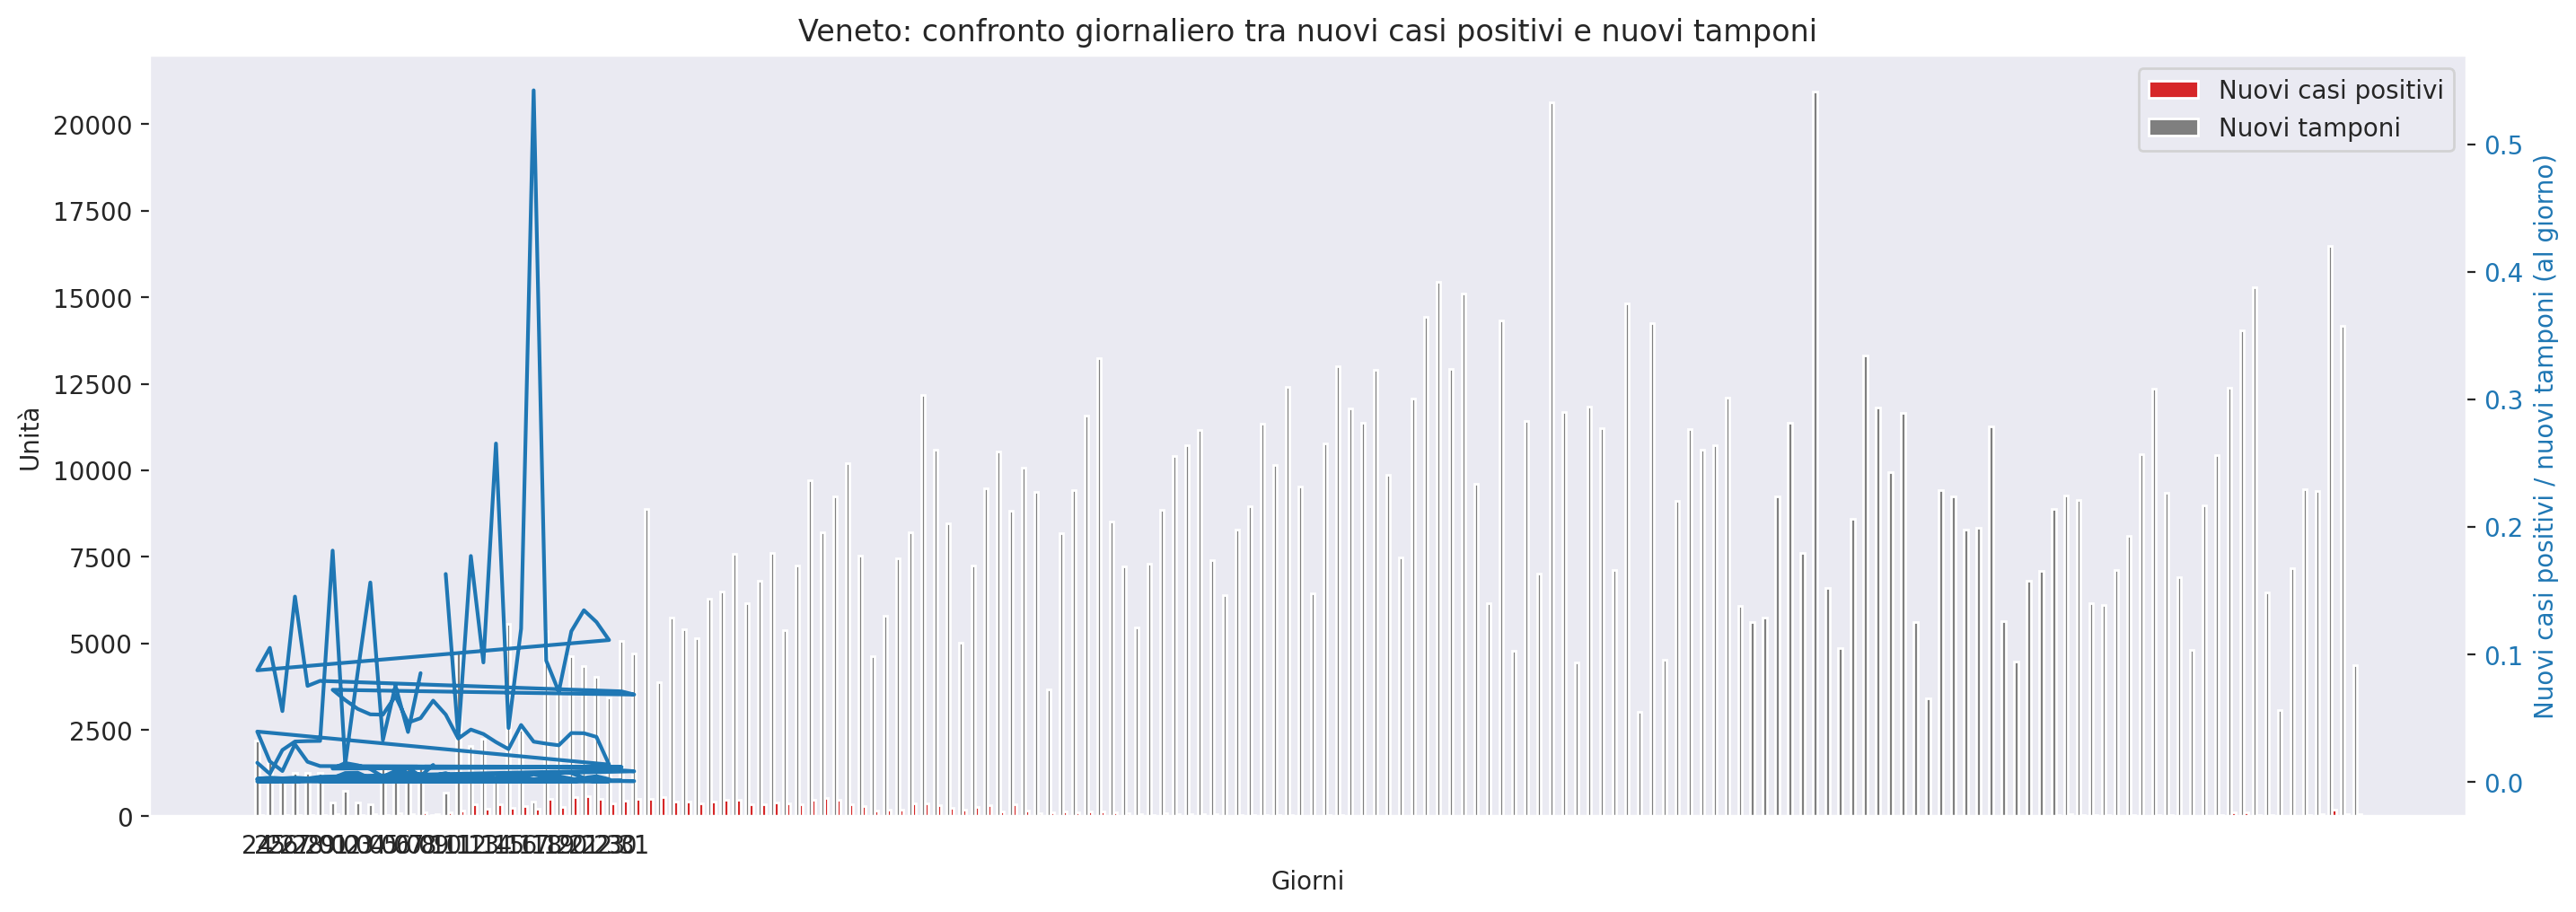 Veneto: confronto giornaliero tra nuovi casi positivi e nuovi tamponi
Nuovi casi positivi
Nuovi tamponi
20000
17500
15000
12500
10000
7500
5000
2500
0
Unità
0.5
0.4
0.3
0.2
0.1
0.0
Nuovi casi positivi / nuovi tamponi (al giorno)
Giorni